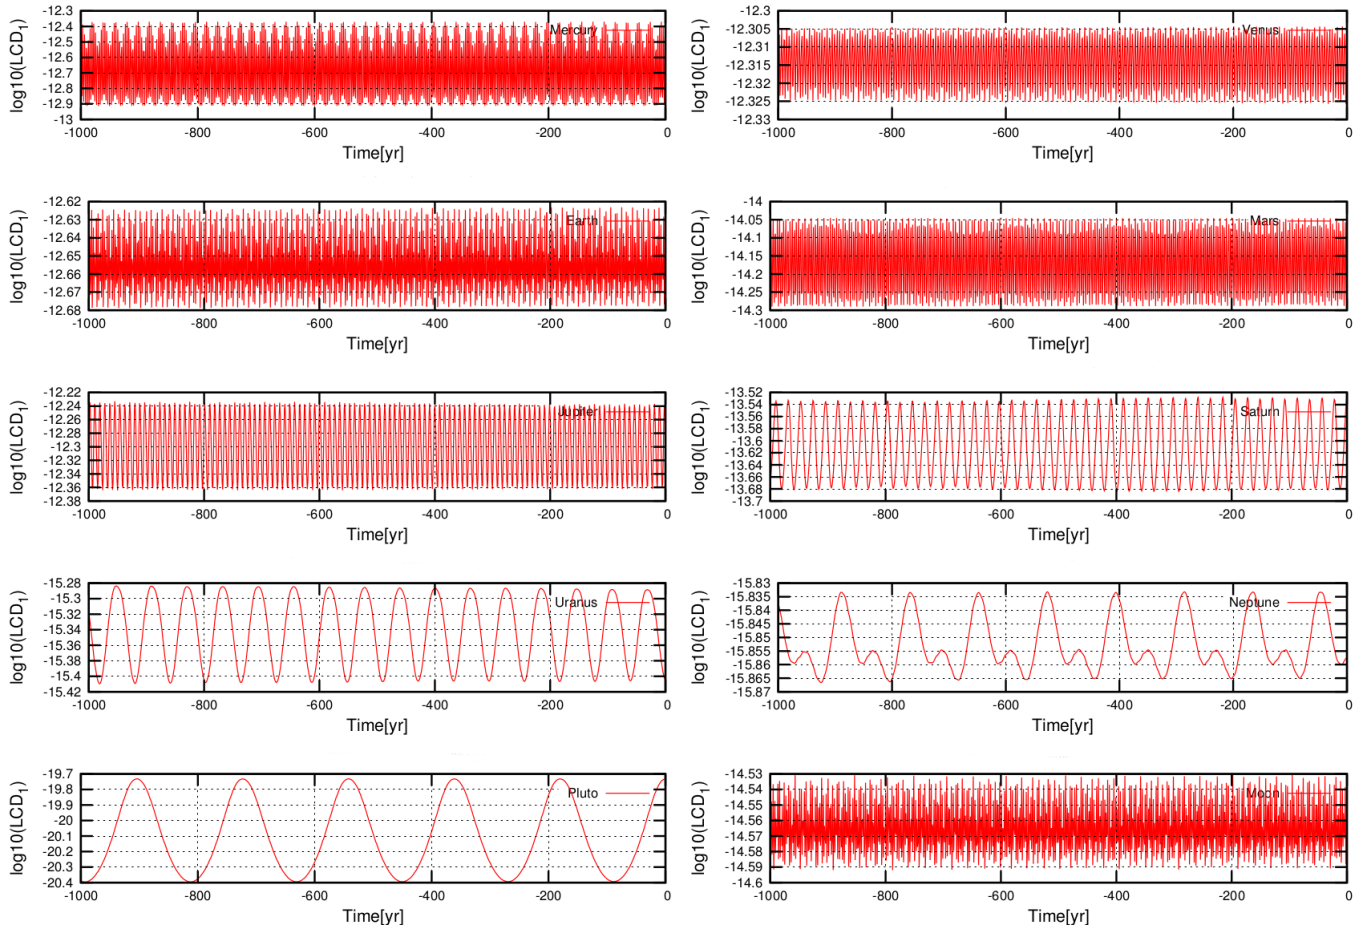 log10(LCD1)
-12.3
-12.4
-12.5
-12.6
-12.7
-12.8
-12.9
-13
Mercury
-1000 -800 -600 -400 -200 0
Time[yr]
log10(LCD1)
-12.3
-12.305
-12.31
-12.315
-12.32
-12.325
-12.33
Venus
-1000 -800 -600 -400 -200 0
Time[yr]
log10(LCD1)
-12.62
-12.63
-12.64
-12.65
-12.66
-12.67
-12.68
Earth
-1000 -800 -600 -400 -200 0
Time[yr]
log10(LCD1)
-14
-14.05
-14.1
-14.15
-14.2
-14.25
-14.3
Mars
-1000 -800 -600 -400 -200 0
Time[yr]
log10(LCD1)
-12.22
-12.24
-12.26
-12.28
-12.3
-12.32
-12.34
-12.36
-12.38
Jupiter
-1000 -800 -600 -400 -200 0
Time[yr]
log10(LCD1)
-13.52
-13.54
-13.56
-13.58
-13.6
-13.62
-13.64
-13.66
-13.68
-13.7
Saturn
-1000 -800 -600 -400 -200 0
Time[yr]
log10(LCD1)
-15.28
-15.3
-15.32
-15.34
-15.36
-15.38
-15.4
-15.42
Uranus
-1000 -800 -600 -400 -200 0
Time[yr]
log10(LCD1)
-15.83
-15.835
-15.84
-15.845
-15.85
-15.855
-15.86
-15.865
-15.87
Neptune
-1000 -800 -600 -400 -200 0
Time[yr]
log10(LCD1)
-19.7
-19.8
-19.9
-20
-20.1
-20.2
-20.3
-20.4
Pluto
-1000 -800 -600 -400 -200 0
Time[yr]
log10(LCD1)
-14.53
-14.54
-14.55
-14.56
-14.57
-14.58
-14.59
-14.6
Moon
-1000 -800 -600 -400 -200 0
Time[yr]